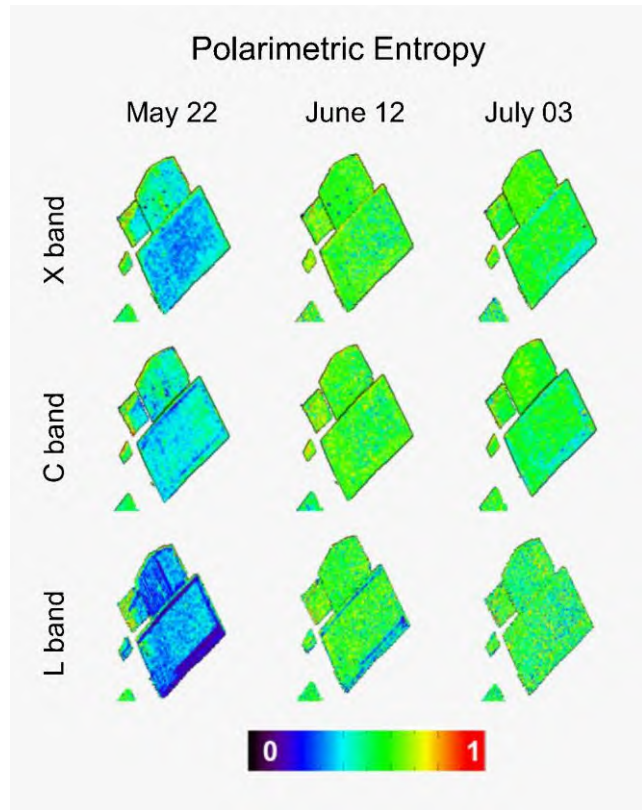 Polarimetric Entropy
May 22 June 12 July 03
X band
C band
L band
0 1